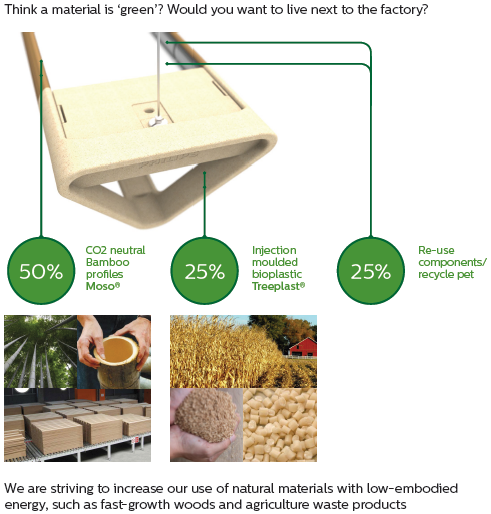 Think a material is ‘green’? Would you want to live next to the factory?
50%
CO2 neutral
Bamboo
profiles
Moso®
25%
Injection
moulded
bioplastic
Treeplast®
25%
Re-use
components/
recycle pet
We are striving to increase our use of natural materials with low-embodied
energy, such as fast-growth woods and agriculture waste products